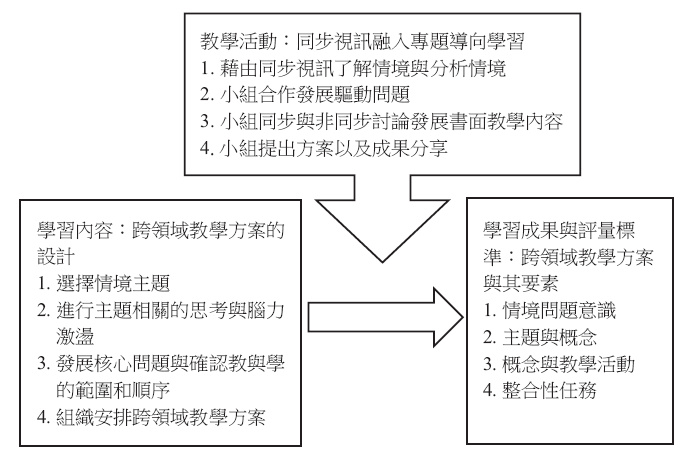 教學活動：同步視訊融入專題導向學習
1. 藉由同步視訊了解情境與分析情境
2. 小組合作發展驅動問題
3. 小組同步與非同步討論發展書面教學內容
4. 小組提出方案以及成果分享
學習內容：跨領域教學方案的
設計
1. 選擇情境主題
2. 進行主題相關的思考與腦力
激盪
3. 發展核心問題與確認教與學
的範圍和順序
4. 組織安排跨領域教學方案
學習成果與評量標
準：跨領域教學方案
與其要素
1. 情境問題意識
2. 主題與概念
3. 概念與教學活動
4. 整合性任務